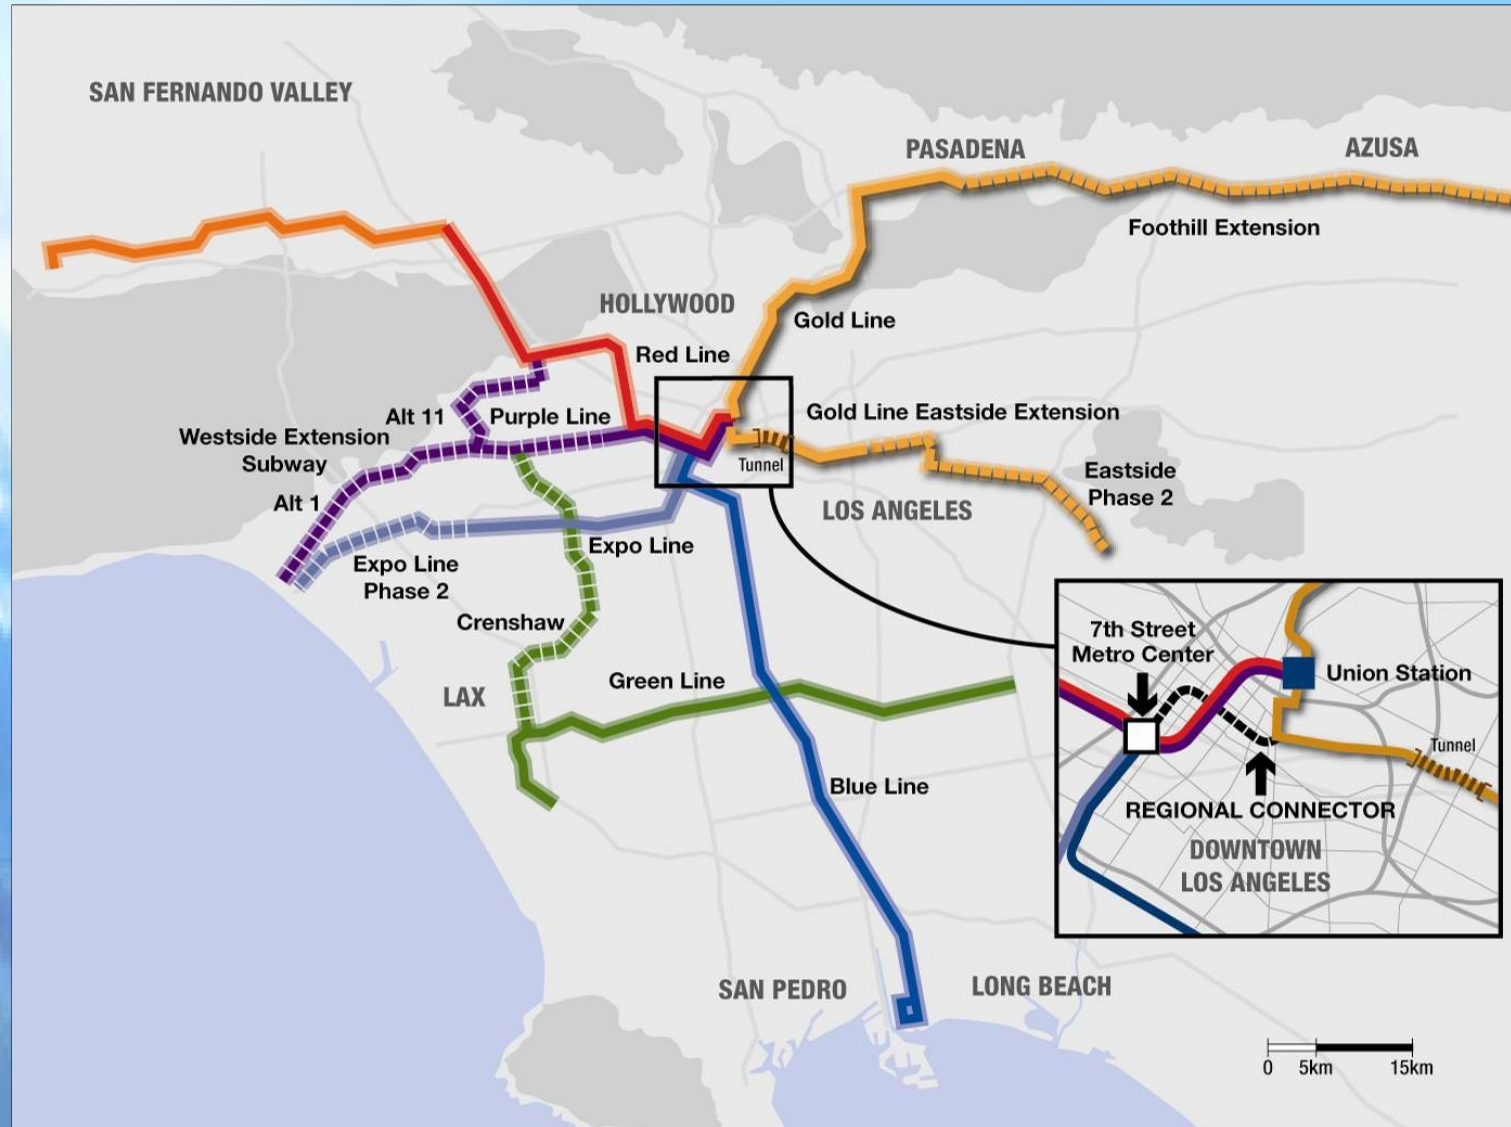 SAN FERNANDO VALLEY
PASADENA
AZUSA
Foothill Extension
HOLLYWOOD
Gold Line
Red Line
Alt 11
Purple Line
Gold Line Eastside Extension
Westside Extension
Subway
Tunnel
Eastside
Phase 2
Alt 1
LOS ANGELES
Expo Line
Expo Line
Phase 2
Crenshaw
7th Street
Metro Center
Union Station
Green Line
LAX
Tunnel
Blue Line
REGIONAL CONNECTOR
DOWNTOWN
LOS ANGELES
SAN PEDRO
LONG BEACH
0 5km 15km